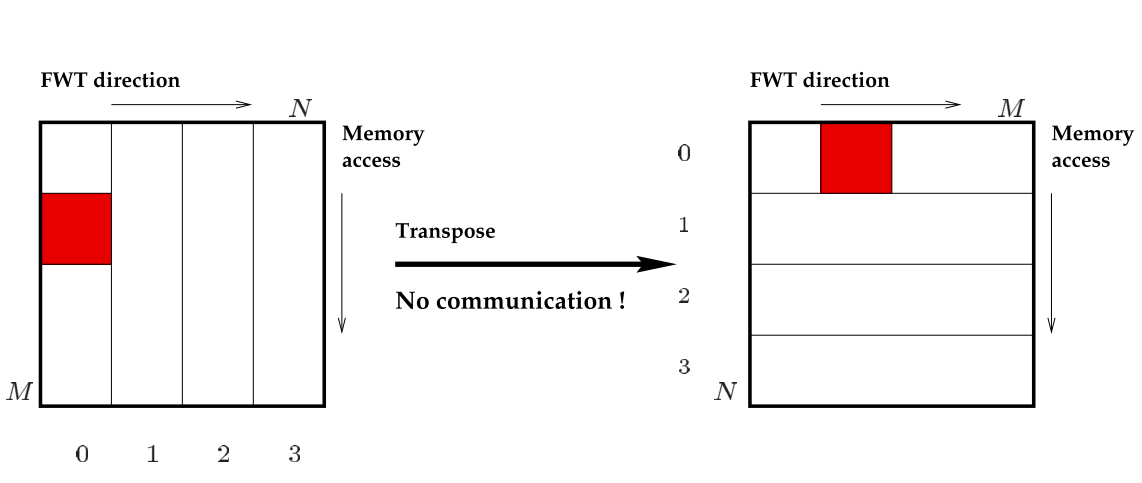 FWT direction
N
Memory
access
M
0 1 2 3
Transpose
No communication !
FWT direction
M
Memory
access
0
1
2
3
N